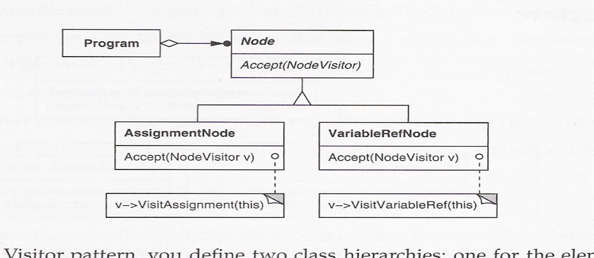 Program
Node
Accept(NodeVisitor)
AssignmentNode
Accept(NodeVisitor v)
VariableRefNode
Accept(NodeVisitor v)
v–>VisitAssignment(this)
v–>VisitVariableRef(this)
Visitor pattern, you define two class hierarchies: one for the elem